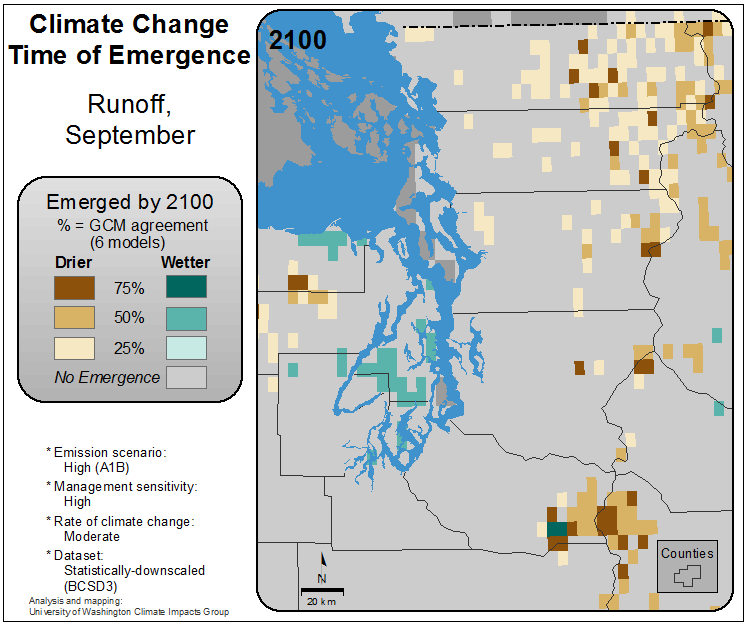 Climate Change
Time of Emergence
Runoff,
September
Emerged by 2100
% = GCM agreement
(6 models)
Drier Wetter
75%
50%
25%
No Emergence
* Emission scenario:
High (A1B)
* Management sensitivity:
High
* Rate of climate change:
Moderate
* Dataset:
Statistically-downscaled
(BCSD3)
Analysis and mapping:
University of Washington Climate Impacts Group
2100
N
20 km
Counties